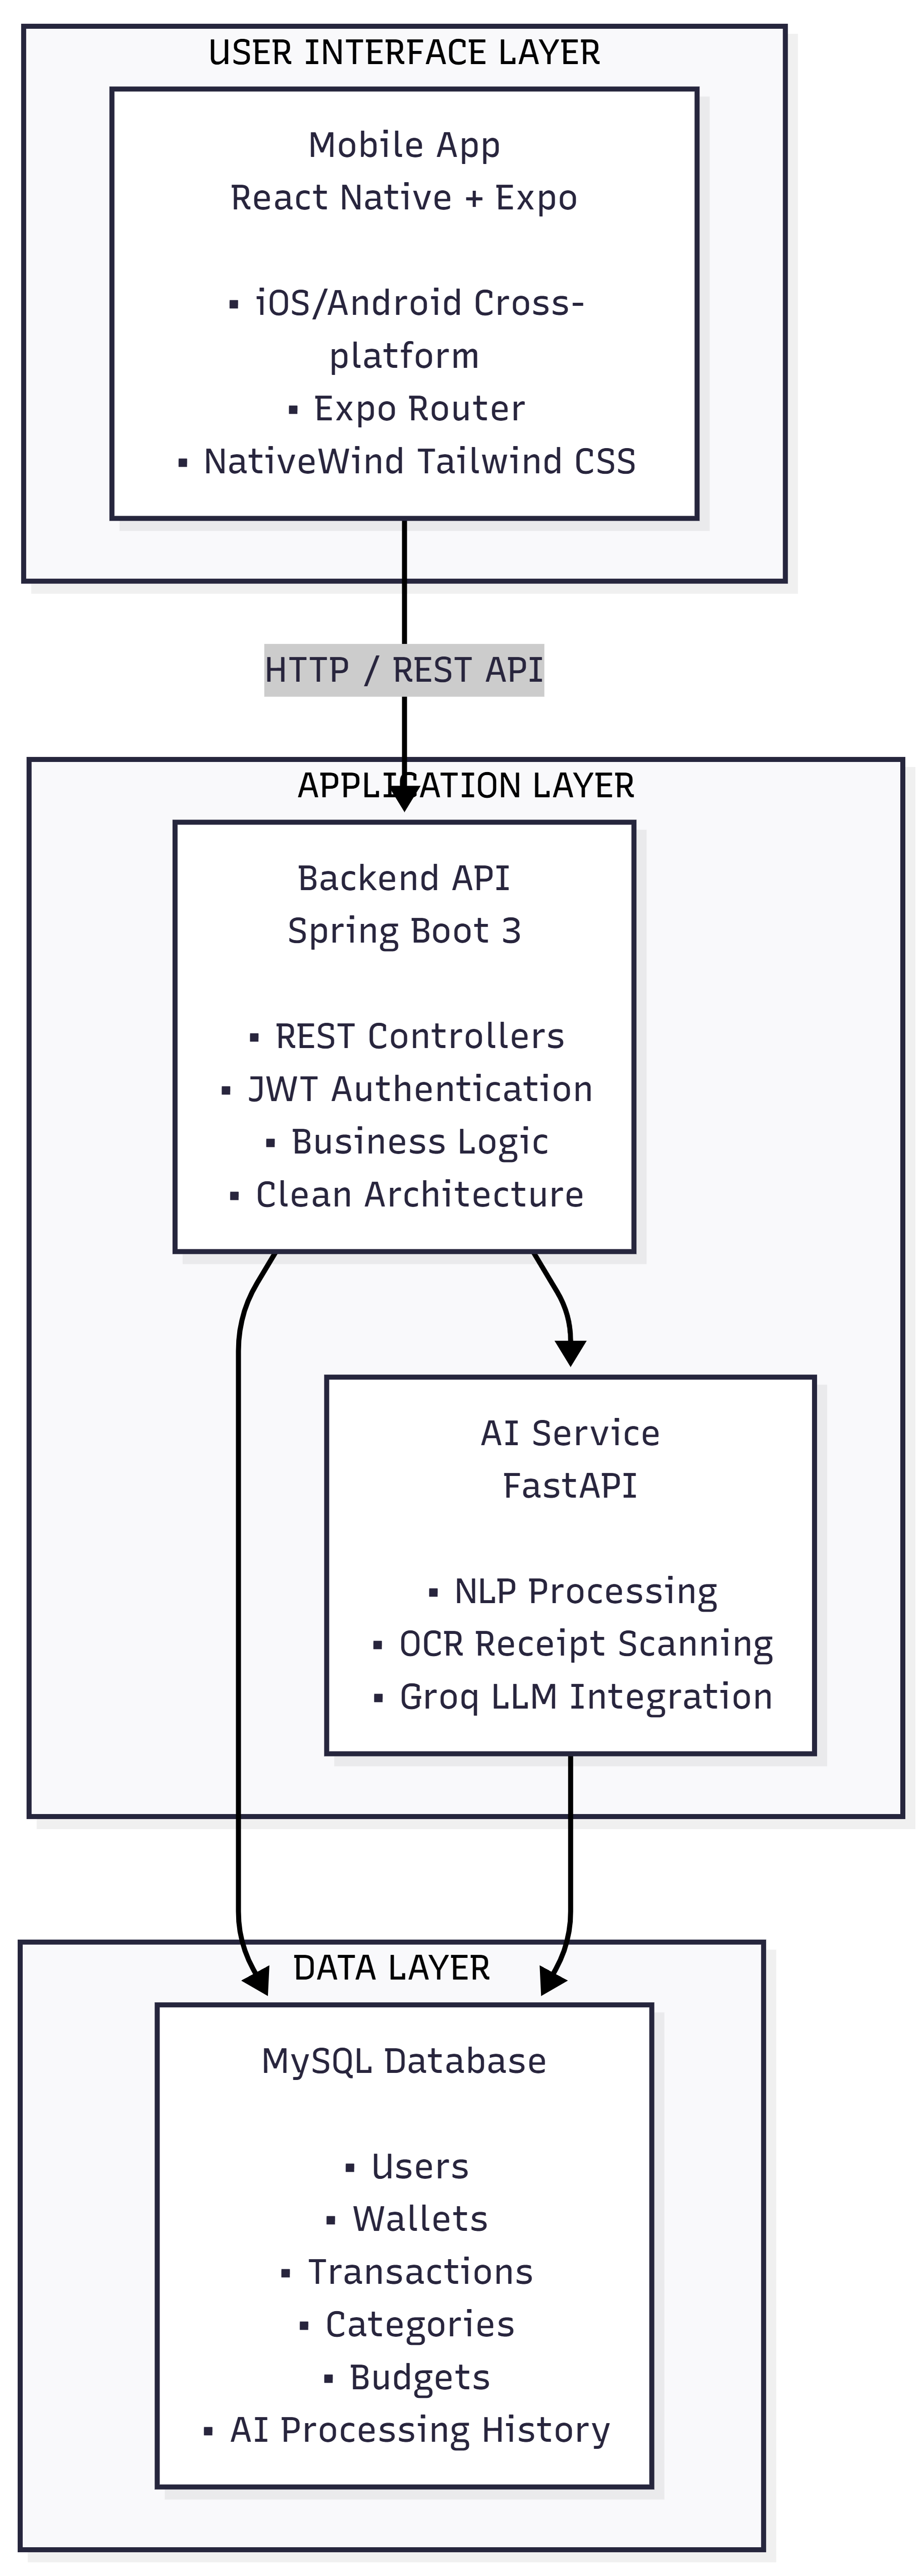 USER INTERFACE LAYER
Mobile App
React Native + Expo
▪ iOS/Android Cross-
platform
▪ Expo Router
▪ NativeWind Tailwind CSS
HTTP / REST API
APPLICATION LAYER
Backend API
Spring Boot 3
▪ REST Controllers
▪ JWT Authentication
▪ Business Logic
▪ Clean Architecture
AI Service
FastAPI
▪ NLP Processing
▪ OCR Receipt Scanning
▪ Groq LLM Integration
DATA LAYER
MySQL Database
▪ Users
▪ Wallets
▪ Transactions
▪ Categories
▪ Budgets
▪ AI Processing History